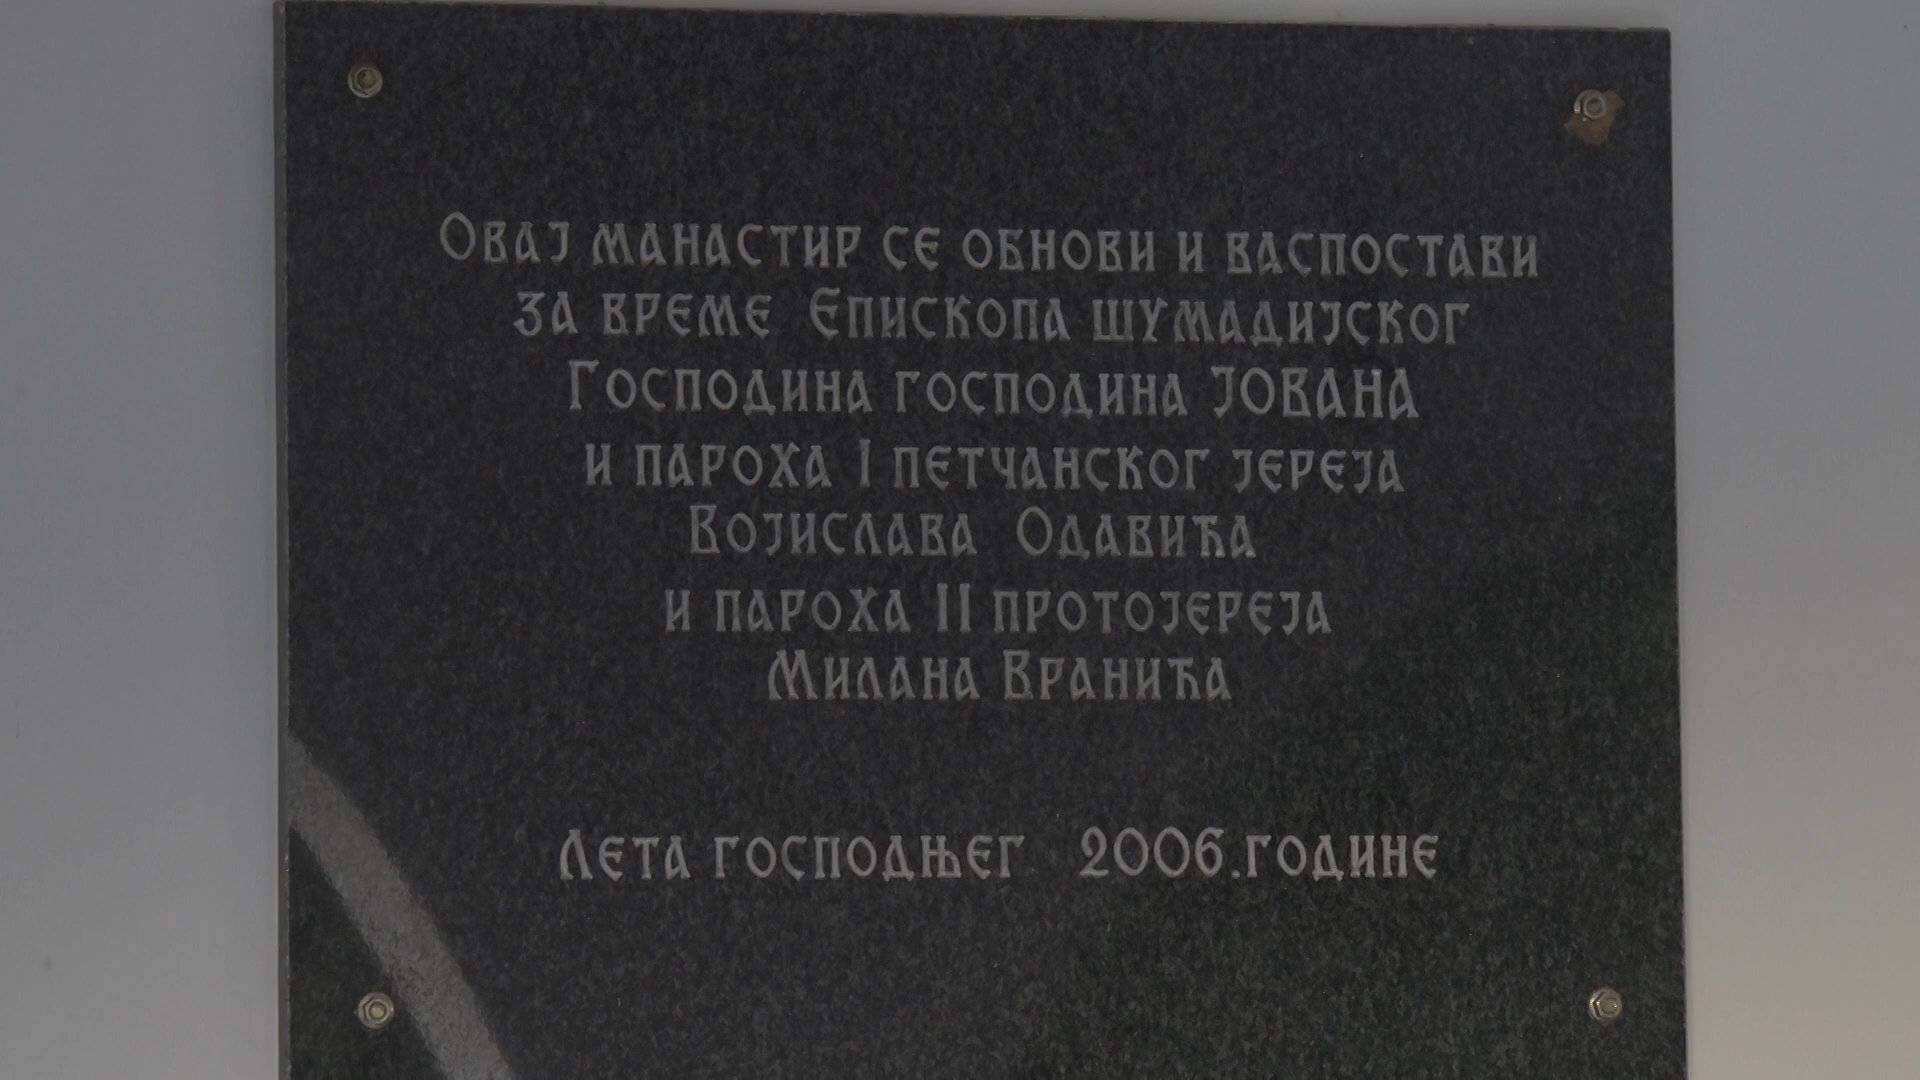 Овај манастир се обнови и васпостави
за време Епископа шумадијског
Господина господина ЈОВАНА
и пароха I петчанског јереја
Војислава Одавића
и пароха II протојереја
Милана Вранића
Лета господњег 2006.године